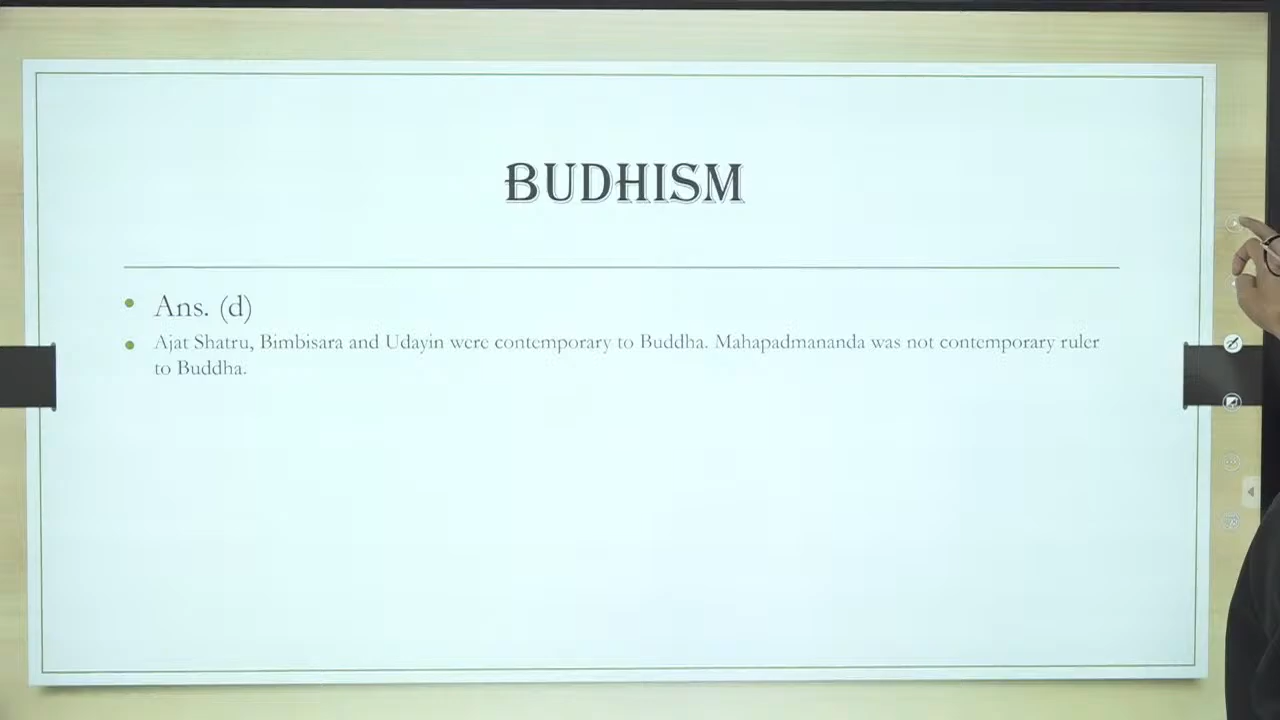 BUDHISM
Ans. (d)
Ajat Shatru, Bimbisara and Udayin were contemporary to Buddha. Mahapadmananda was not contemporary ruler
to Buddha.